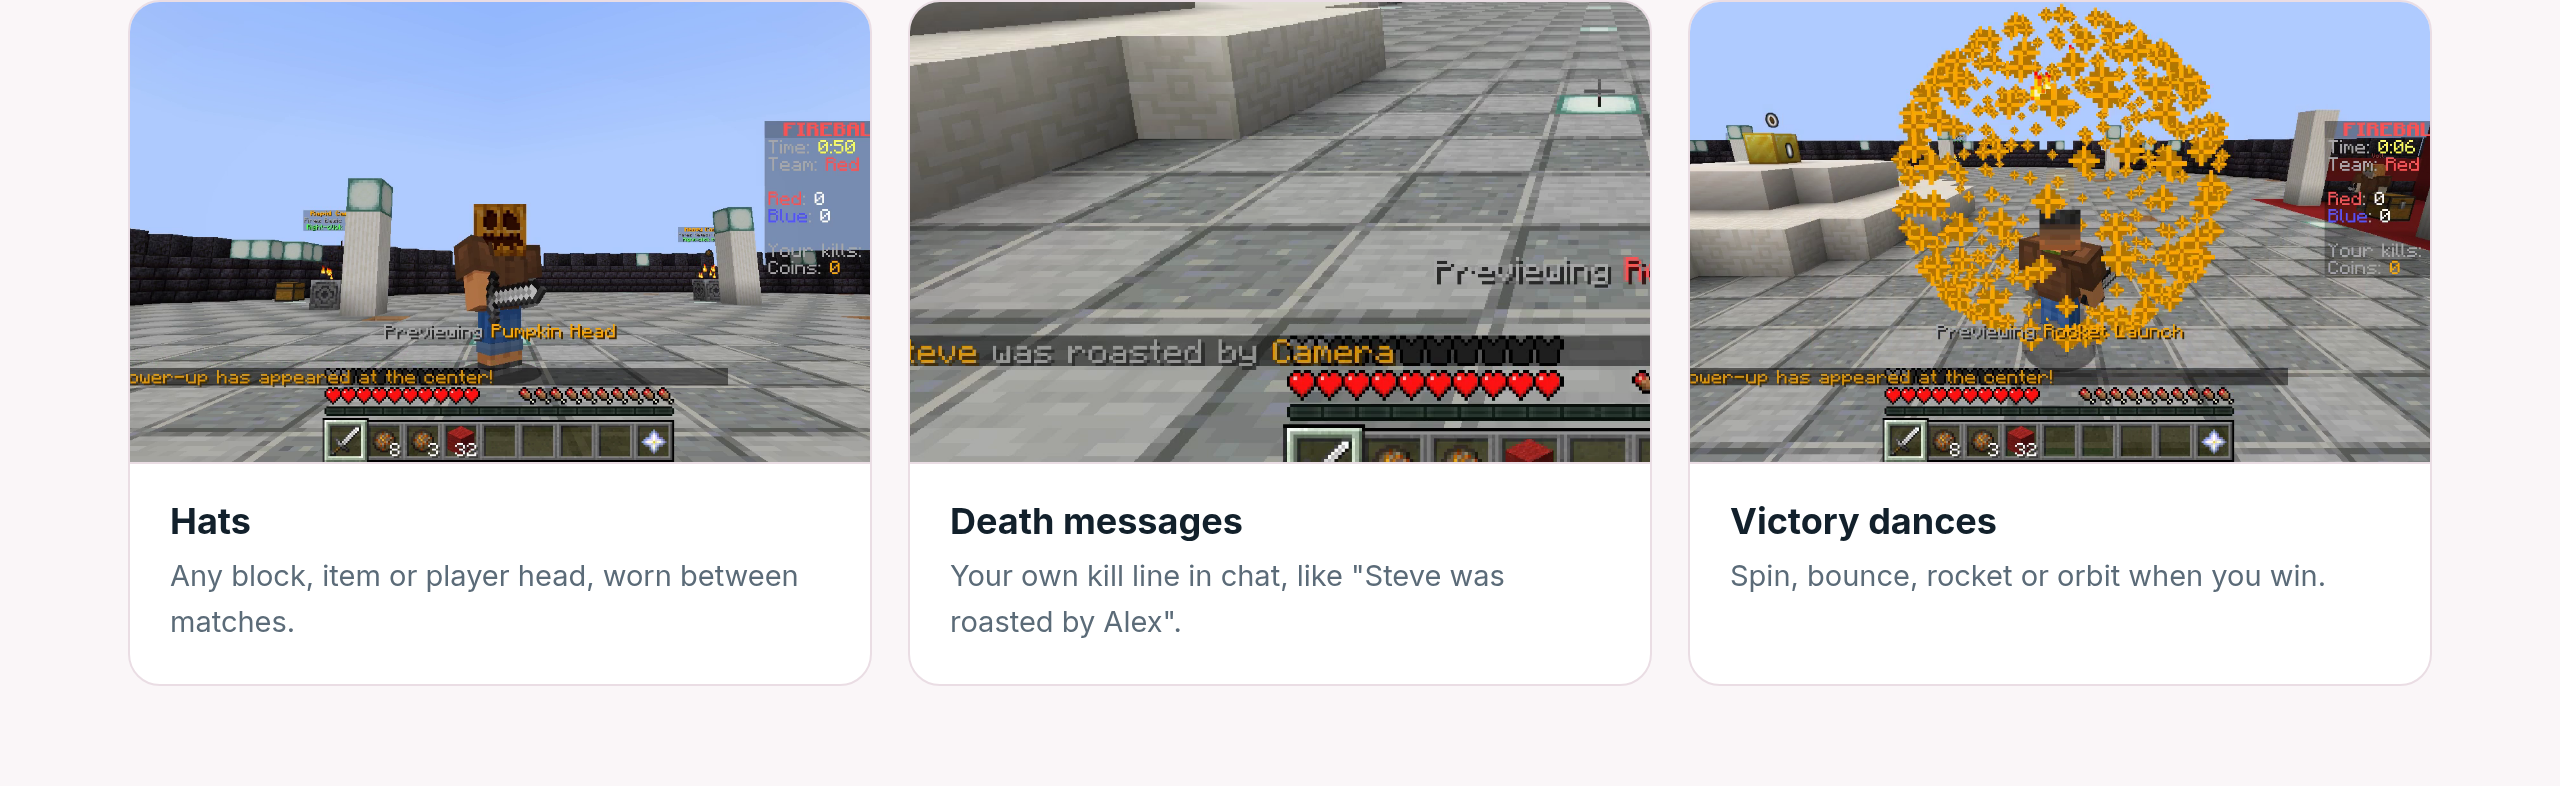 FIREBAL
Time: 0:50
Team: Red
Red: 0
Blue: 0
Your kills:
Coins: 0
Previewing Pumpkin Head
ower-up has appeared at the center!
8 3 32
Hats
Any block, item or player head, worn between
matches.
Previewing R
teve was roasted by Camera
Death messages
Your own kill line in chat, like "Steve was
roasted by Alex".
FIREBAL
Time: 0:06
Team: Red
Red: 0
Blue: 0
Your kills:
Coins: 0
Previewing Rocket Launch
ower-up has appeared at the center!
8 3 32
Victory dances
Spin, bounce, rocket or orbit when you win.